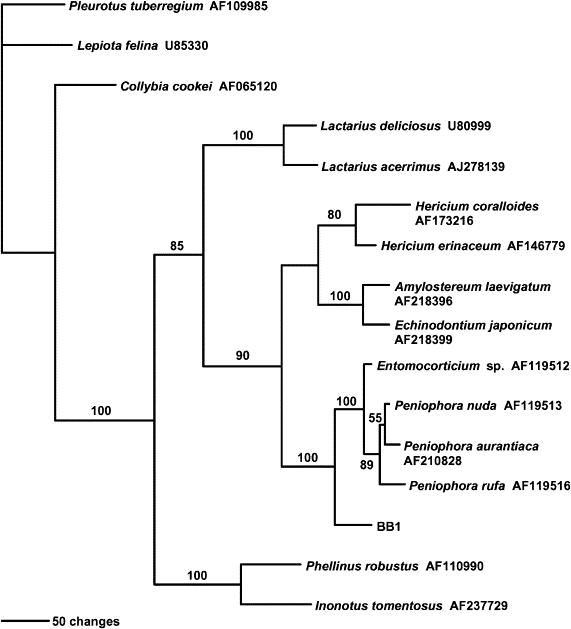 Pleurotus tuberregium AF109985
Lepiota felina U85330
Collybia cookei AF065120
Lactarius deliciosus U80999
100
Lactarius acerrimus AJ278139
Hericium coralloides
AF173216
80
Hericium erinaceum AF146779
85
Amylostereum laevigatum
AF218396
100
Echinodontium japonicum
AF218399
90
Entomocorticium sp. AF119512
100
Peniophora nuda AF119513
55
100
Peniophora aurantiaca
AF210828
89
Peniophora rufa AF119516
100
BB1
Phellinus robustus AF110990
100
Inonotus tomentosus AF237729
50 changes